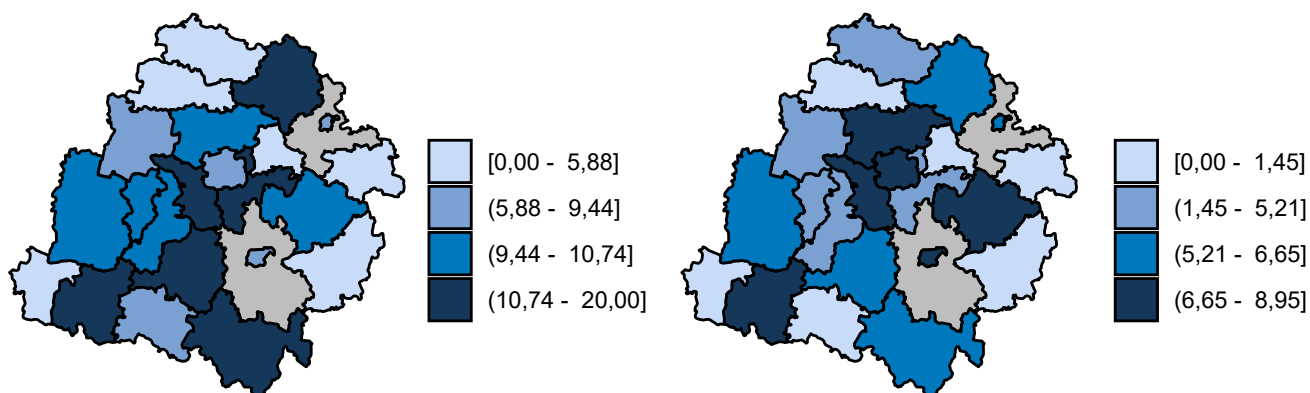 [0,00 - 5,88]
(5,88 - 9,44]
(9,44 - 10,74]
(10,74 - 20,00]
[0,00 - 1,45]
(1,45 - 5,21]
(5,21 - 6,65]
(6,65 - 8,95]